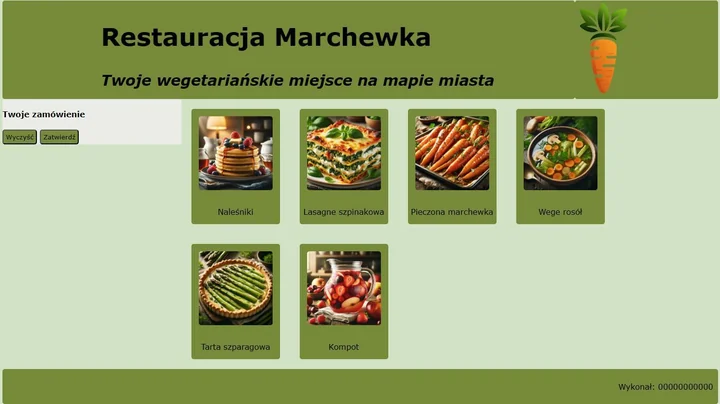 Restauracja Marchewka
Twoje wegetariańskie miejsce na mapie miasta
Twoje zamówienie
Wyczyść Zatwierdź
Naleśniki Lasagne szpinakowa Pieczona marchewka Wege rosół
Tarta szparagowa Kompot
Wykonał: 00000000000